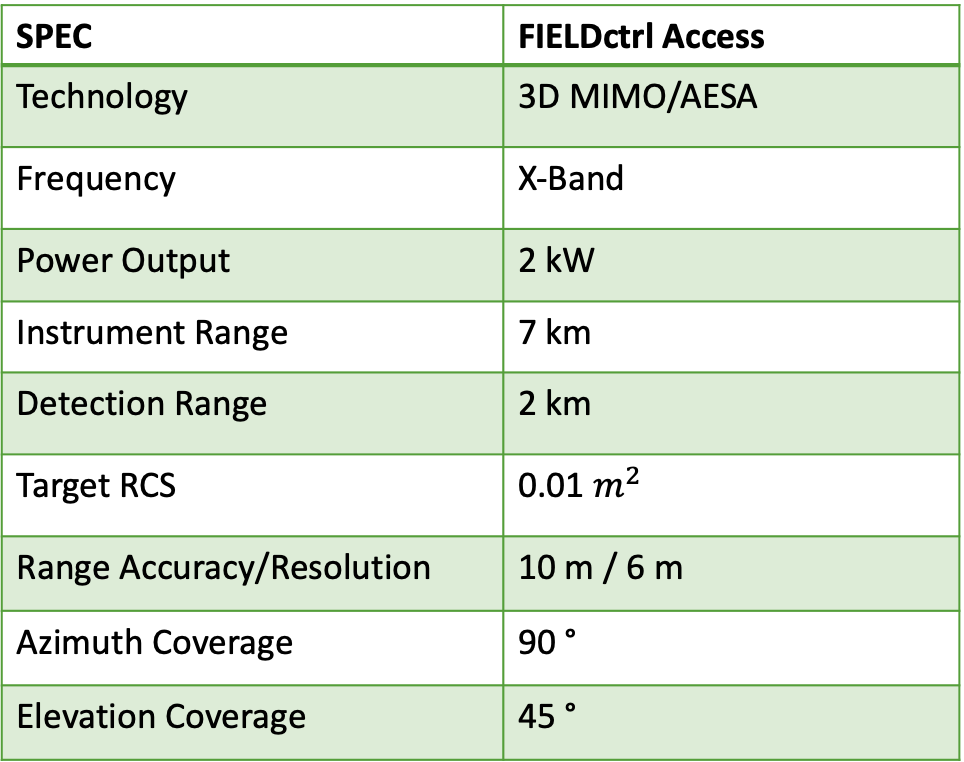 SPEC FIELDctrl Access
Technology 3D MIMO/AESA
Frequency X-Band
Power Output 2 kW
Instrument Range 7 km
Detection Range 2 km
Target RCS 0.01 m²
Range Accuracy/Resolution 10 m / 6 m
Azimuth Coverage 90 °
Elevation Coverage 45 °